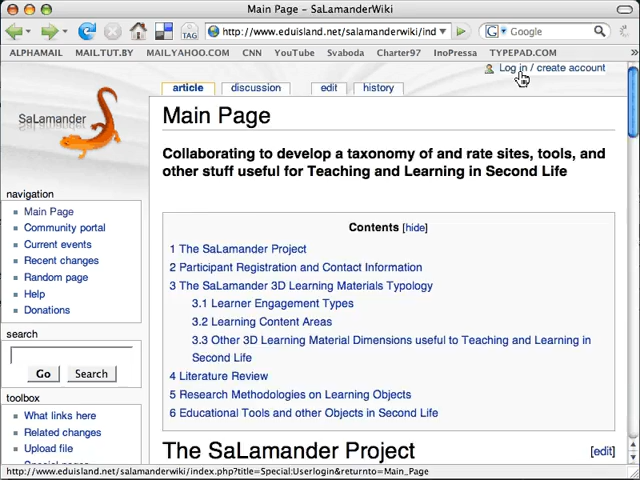 Main Page – SaLamanderWiki
TAG
http://www.eduisland.net/salamanderwiki/ind
G
Google
ALPHAMAIL MAIL.TUT.BY MAILYAHOO.COM CNN YouTube Svaboda Charter97 InoPressa TYPEPAD.COM
Log in / create account
article discussion edit history
SaLamander
Main Page
Collaborating to develop a taxonomy of and rate sites, tools, and
other stuff useful for Teaching and Learning in Second Life
navigation
Main Page
Community portal
Current events
Recent changes
Random page
Help
Donations
search
Go Search
toolbox
What links here
Related changes
Upload file
Contents [hide]
1 The SaLamander Project
2 Participant Registration and Contact Information
3 The SaLamander 3D Learning Materials Typology
3.1 Learner Engagement Types
3.2 Learning Content Areas
3.3 Other 3D Learning Material Dimensions useful to Teaching and Learning in
Second Life
4 Literature Review
5 Research Methodologies on Learning Objects
6 Educational Tools and other Objects in Second Life
The SaLamander Project [edit]
http://www.eduisland.net/salamanderwiki/index.php?title=Special:Userlogin&returnto=Main_Page